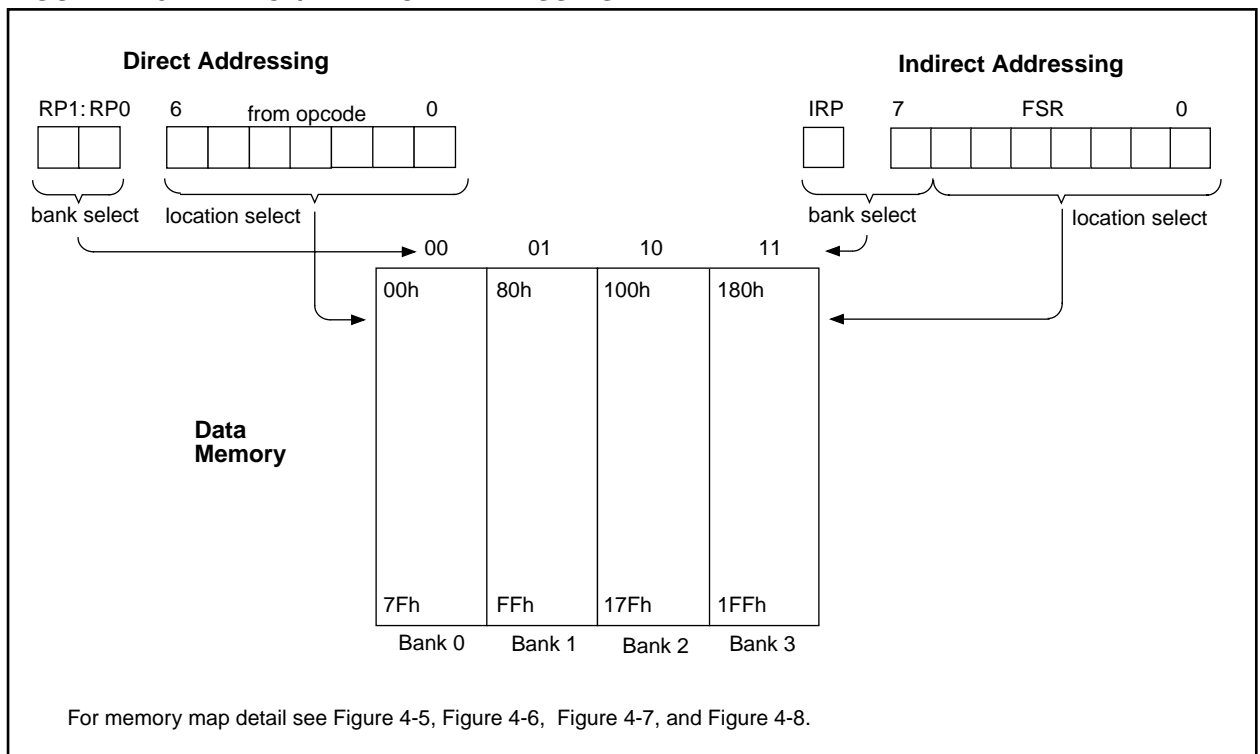 Direct Addressing
RP1:RP0 6 from opcode 0
bank select location select
Indirect Addressing
IRP 7 FSR 0
bank select location select
00 01 10 11
00h 80h 100h 180h
Data
Memory
7Fh FFh 17Fh 1FFh
Bank 0 Bank 1 Bank 2 Bank 3
For memory map detail see Figure 4-5, Figure 4-6, Figure 4-7, and Figure 4-8.